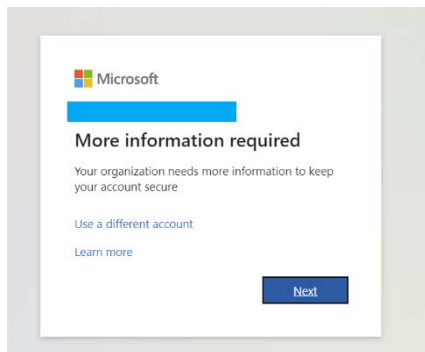 Microsoft
More information required
Your organization needs more information to keep
your account secure
Use a different account
Learn more
Next